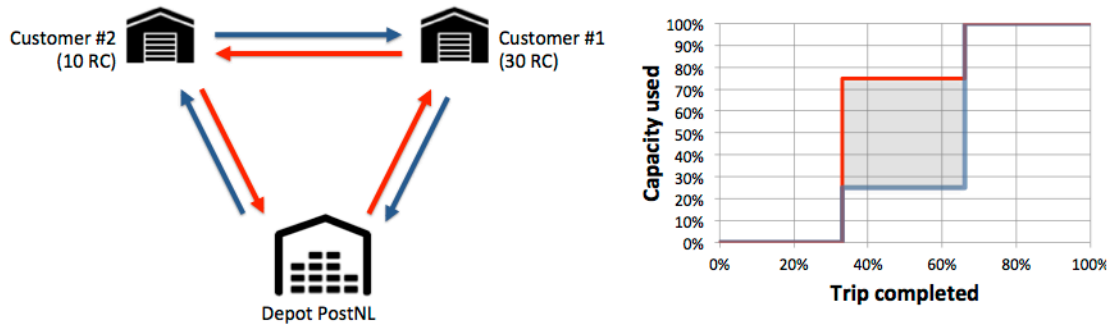 Customer #2
(10 RC)
Customer #1
(30 RC)
Depot PostNL
Capacity used
100%
90%
80%
70%
60%
50%
40%
30%
20%
10%
0%
0%
20%
40%
60%
80%
100%
Trip completed